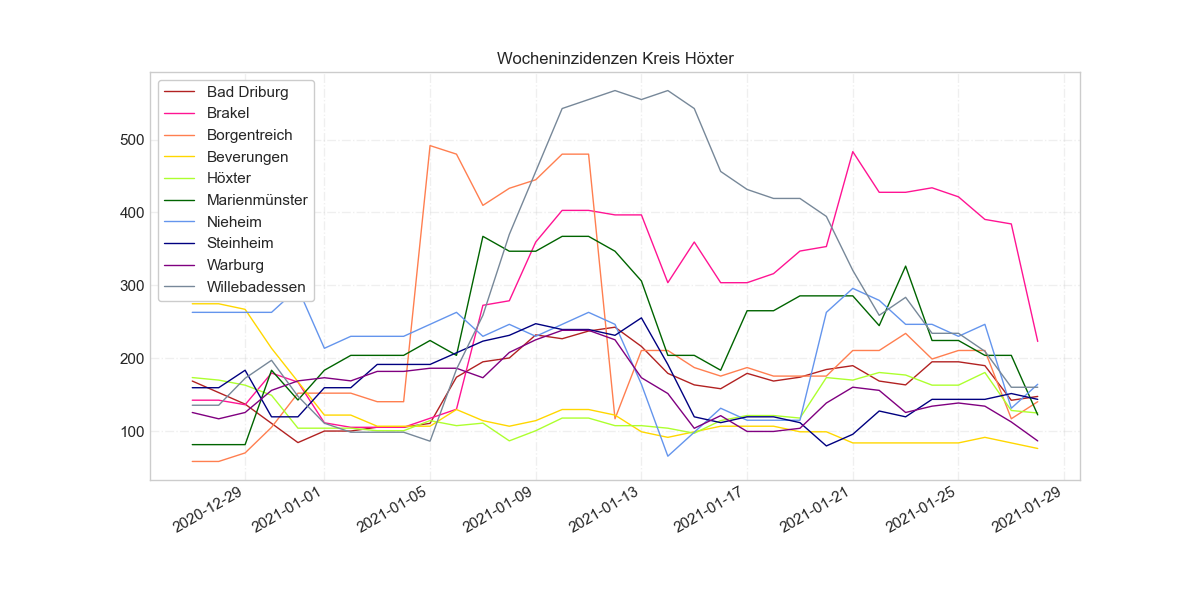 Wocheninzidenzen Kreis Höxter
Bad Driburg
Brakel
Borgentreich
Beverungen
Höxter
Marienmünster
Nieheim
Steinheim
Warburg
Willebadessen
500
400
300
200
100
2020-12-29
2021-01-01
2021-01-05
2021-01-09
2021-01-13
2021-01-17
2021-01-21
2021-01-25
2021-01-29